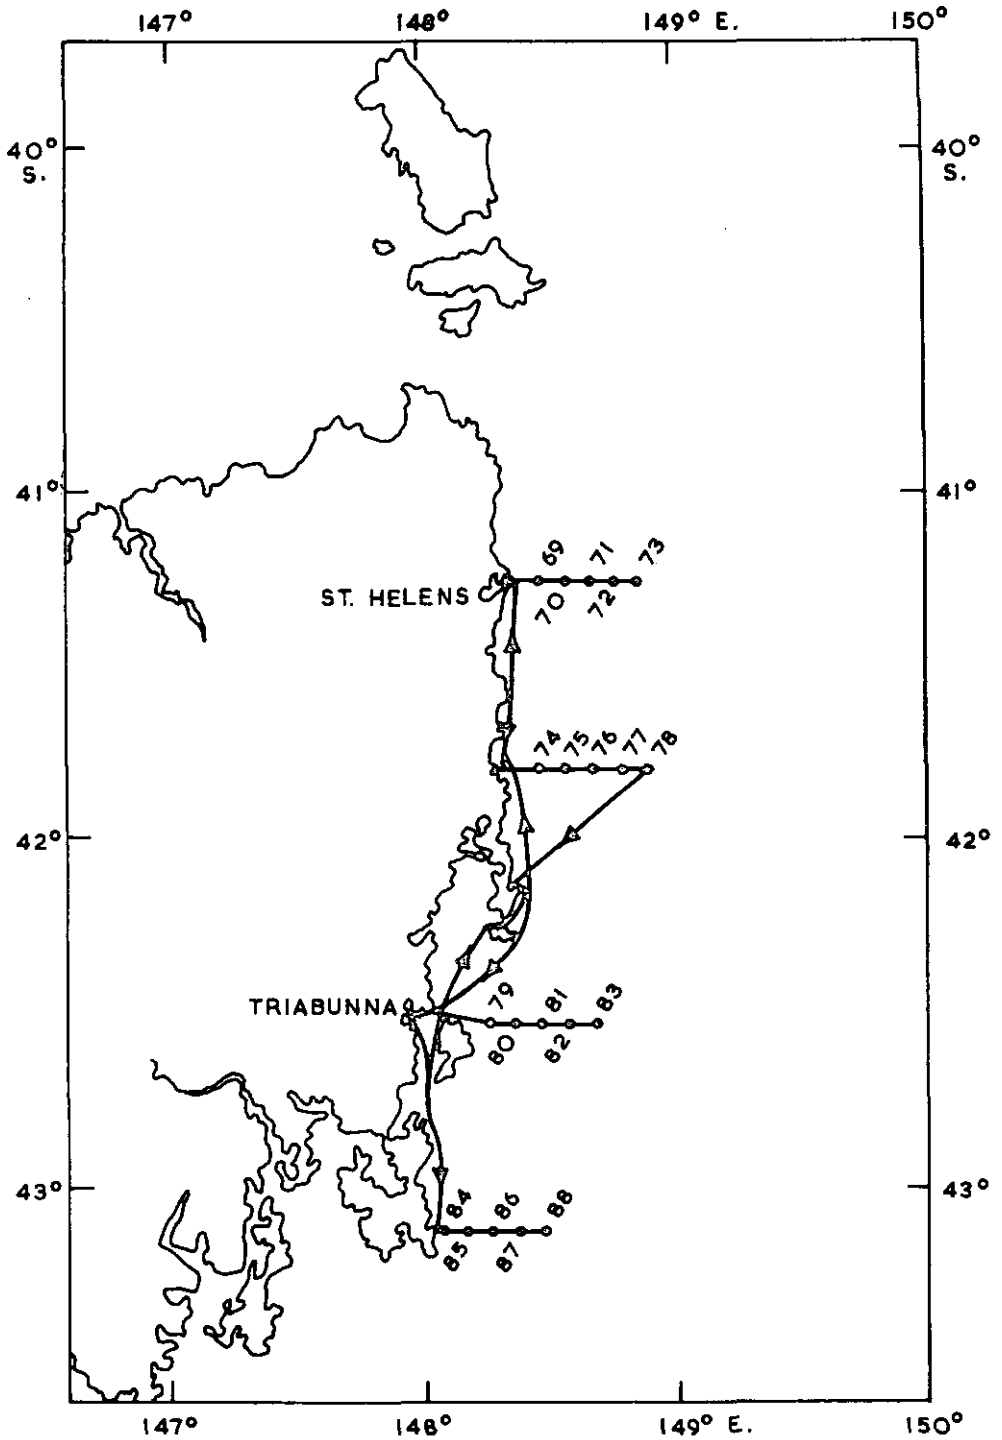 147° 148° 149° E. 150°
40° S. 40° S.
41° 41°
69 71 73
ST. HELENS 70 72
74 75 76 77 78
42° 42°
79 81 83
TRIABUNNA
80 82
43° 43°
84 86 88
85 87
147° 148° 149° E. 150°